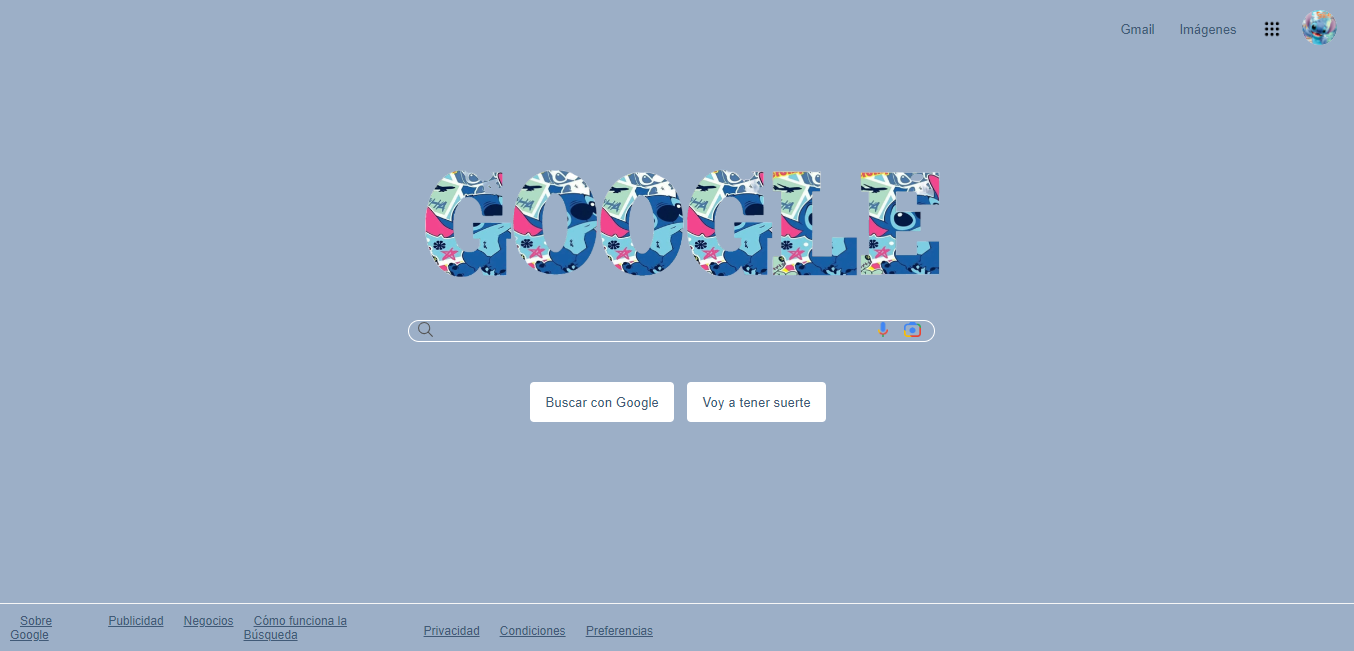 Gmail Imágenes
GOOGLE
Buscar con Google Voy a tener suerte
Sobre Publicidad Negocios Cómo funciona la
Google Búsqueda Privacidad Condiciones Preferencias